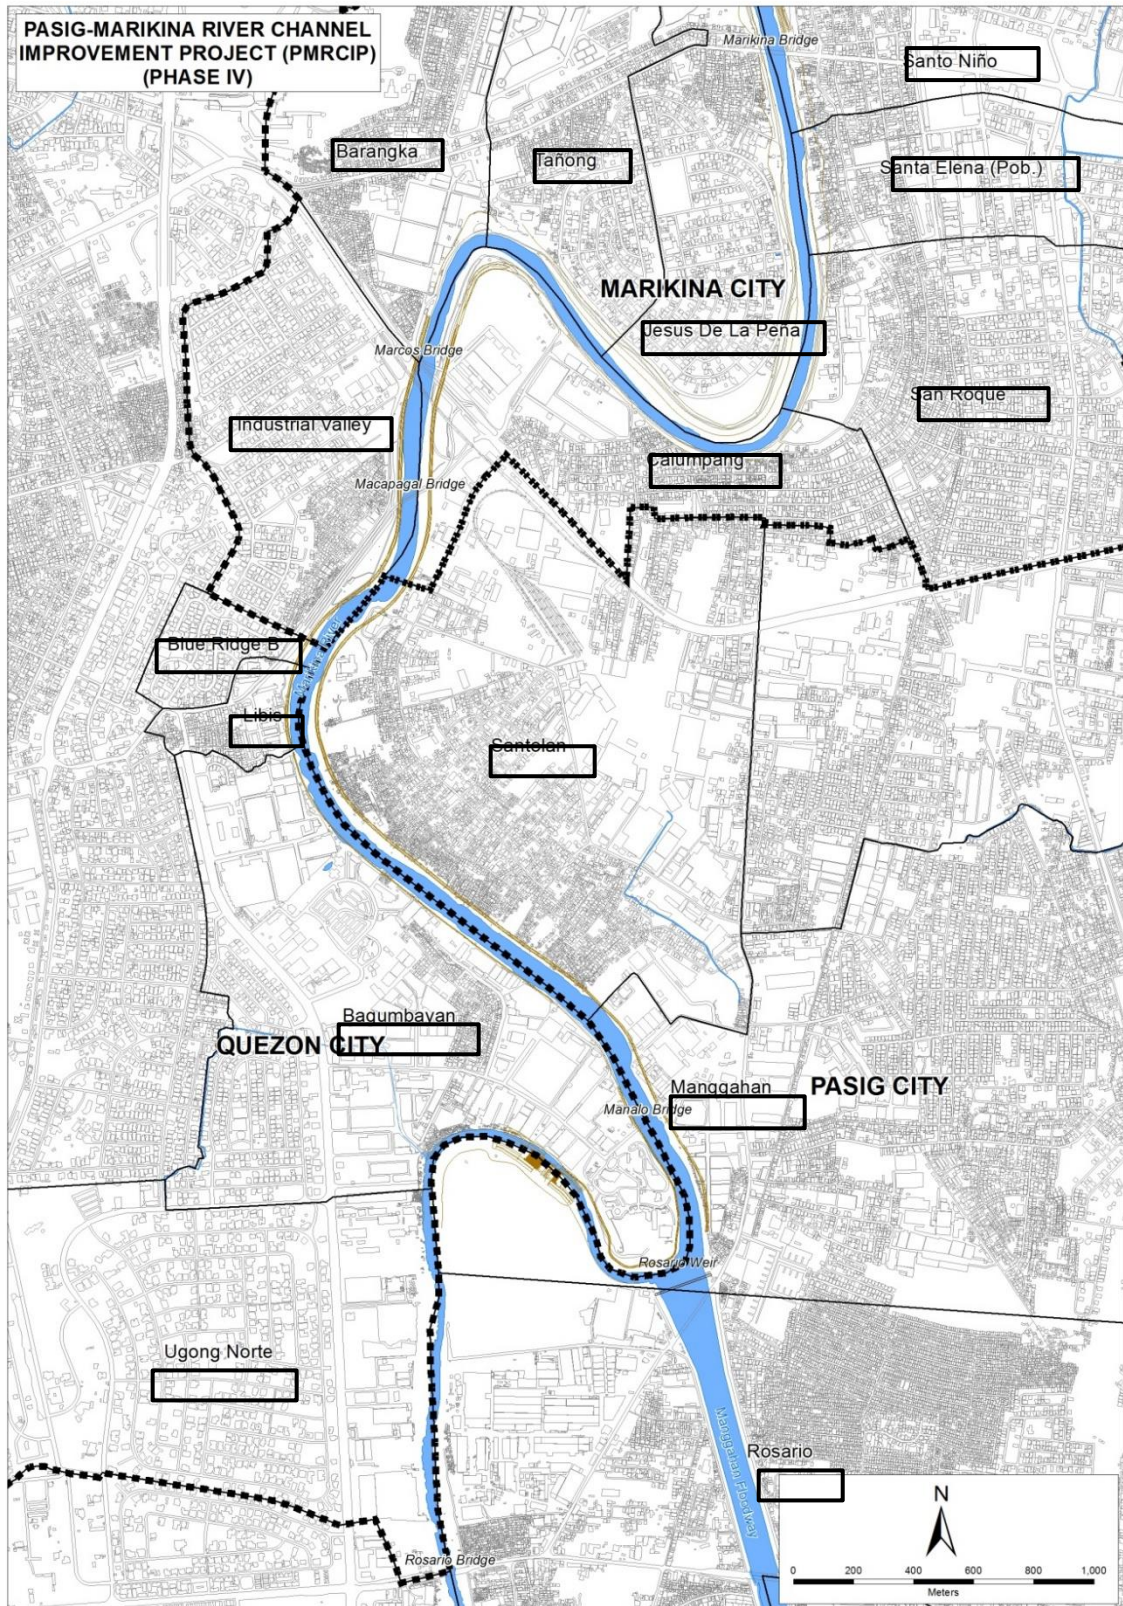 PASIG-MARIKINA RIVER CHANNEL
IMPROVEMENT PROJECT (PMRCIP)
(PHASE IV)
Marikina Bridge
Santo Niño
Barangka
Tañong
Santa Elena (Pob.)
MARIKINA CITY
Jesus De La Peña
Marcos Bridge
San Roque
Industrial Valley
Calumpang
Macapagal Bridge
Blue Ridge B
Marikina River
Libis
Santolan
Bagumbayan
QUEZON CITY
Manggahan
PASIG CITY
Manalo Bridge
Rosario Weir
Ugong Norte
Manggahan Floodway
Rosario
Rosario Bridge
N
0 200 400 600 800 1,000
Meters